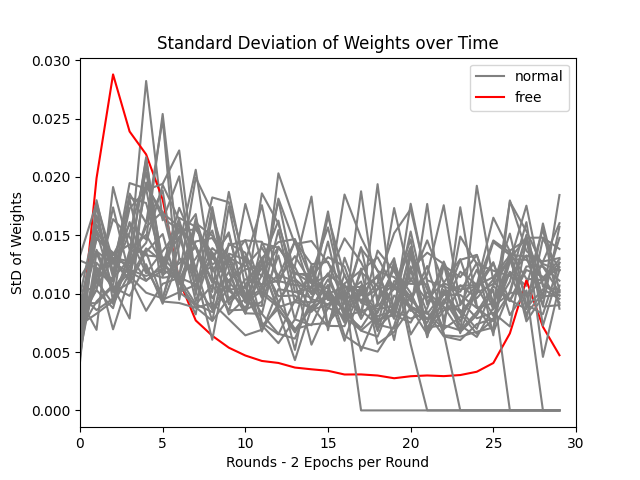 Standard Deviation of Weights over Time
0.030
0.025
0.020
0.015
0.010
0.005
0.000
StD of Weights
normal
free
0 5 10 15 20 25 30
Rounds - 2 Epochs per Round